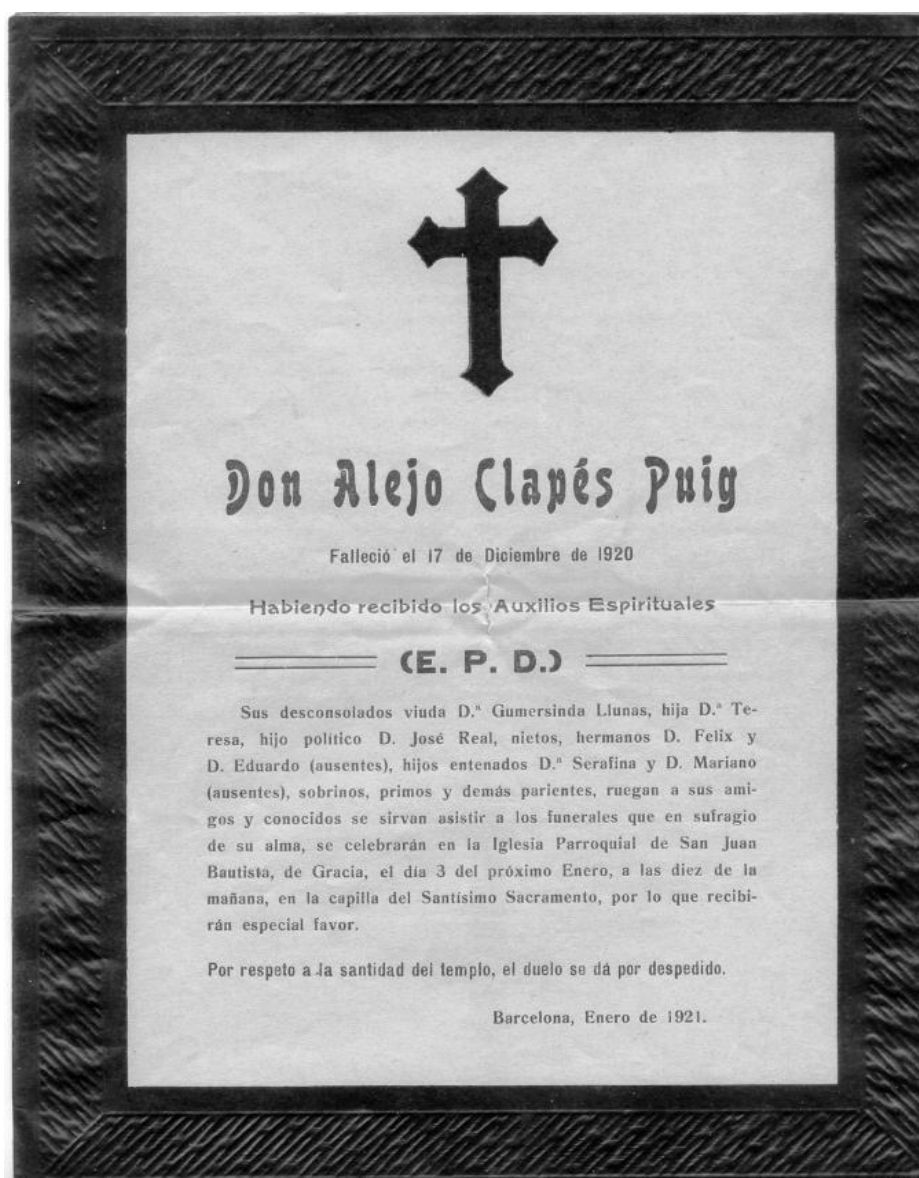 Don Alejo Clapés Puig
Falleció el 17 de Diciembre de 1920
Habiendo recibido los Auxilios Espirituales
(E. P. D.)
Sus desconsolados viuda D.ª Gumersinda Llunas, hija D.ª Te-
resa, hijo político D. José Real, nietos, hermanos D. Felix y
D. Eduardo (ausentes), hijos entenados D.ª Serafina y D. Mariano
(ausentes), sobrinos, primos y demás parientes, ruegan a sus ami-
gos y conocidos se sirvan asistir a los funerales que en sufragio
de su alma, se celebrarán en la Iglesia Parroquial de San Juan
Bautista, de Gracia, el día 3 del próximo Enero, a las diez de la
mañana, en la capilla del Santísimo Sacramento, por lo que recibi-
rán especial favor.
Por respeto a la santidad del templo, el duelo se dá por despedido.
Barcelona, Enero de 1921.